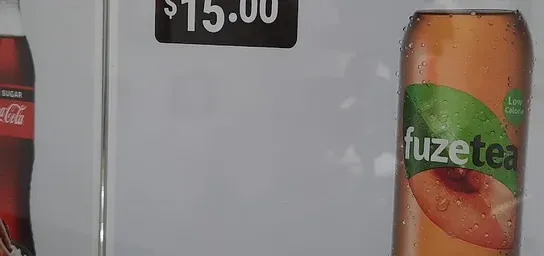 $15.00
SUGAR
Coca-Cola
Low
Calorie
fuzetea